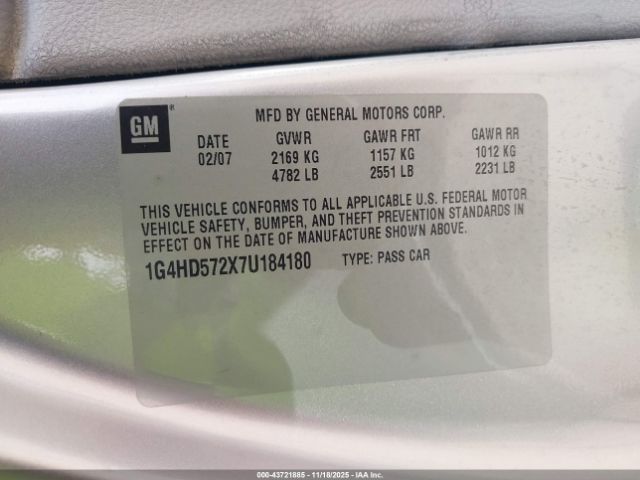 GM®
MFD BY GENERAL MOTORS CORP.
DATE GVWR GAWR FRT GAWR RR
02/07 2169 KG 1157 KG 1012 KG
4782 LB 2551 LB 2231 LB
THIS VEHICLE CONFORMS TO ALL APPLICABLE U.S. FEDERAL MOTOR
VEHICLE SAFETY, BUMPER, AND THEFT PREVENTION STANDARDS IN
EFFECT ON THE DATE OF MANUFACTURE SHOWN ABOVE.
1G4HD572X7U184180 TYPE: PASS CAR
000-43721885 - 11/18/2025 - IAA Inc.